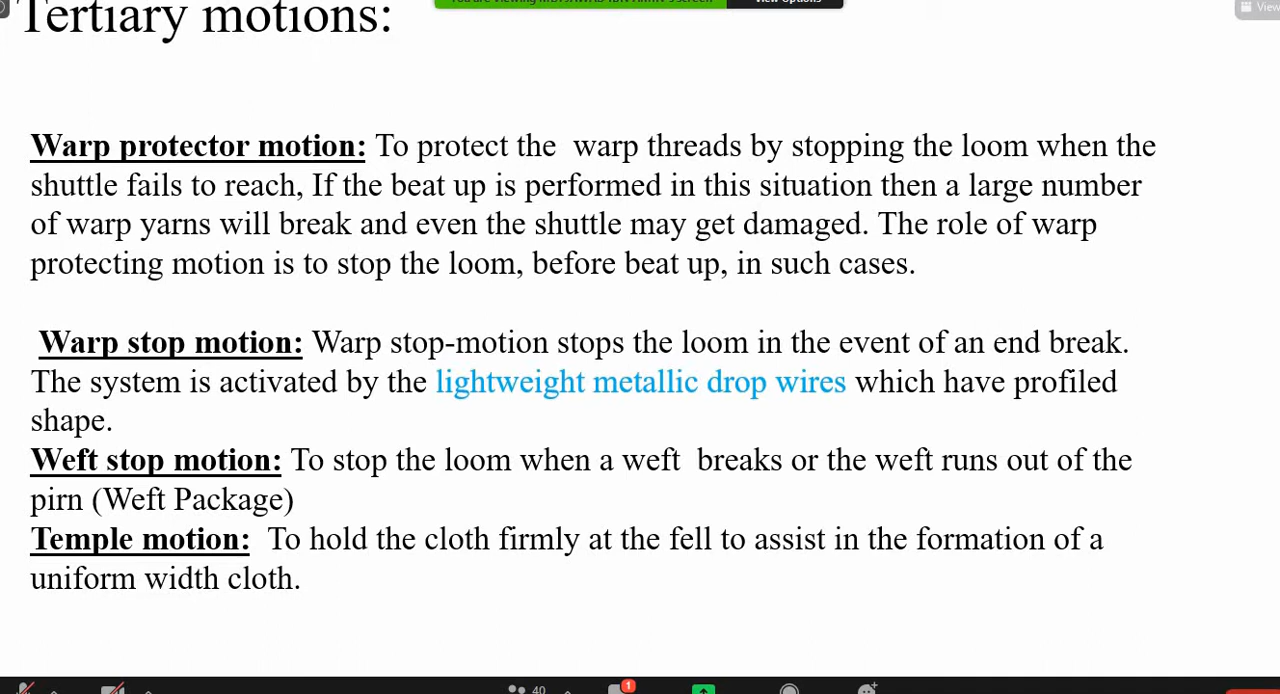 Tertiary motions:
View
Warp protector motion: To protect the  warp threads by stopping the loom when the
shuttle fails to reach, If the beat up is performed in this situation then a large number
of warp yarns will break and even the shuttle may get damaged. The role of warp
protecting motion is to stop the loom, before beat up, in such cases.
Warp stop motion: Warp stop-motion stops the loom in the event of an end break.
The system is activated by the lightweight metallic drop wires which have profiled
shape.
Weft stop motion: To stop the loom when a weft  breaks or the weft runs out of the
pirn (Weft Package)
Temple motion:  To hold the cloth firmly at the fell to assist in the formation of a
uniform width cloth.
40
1